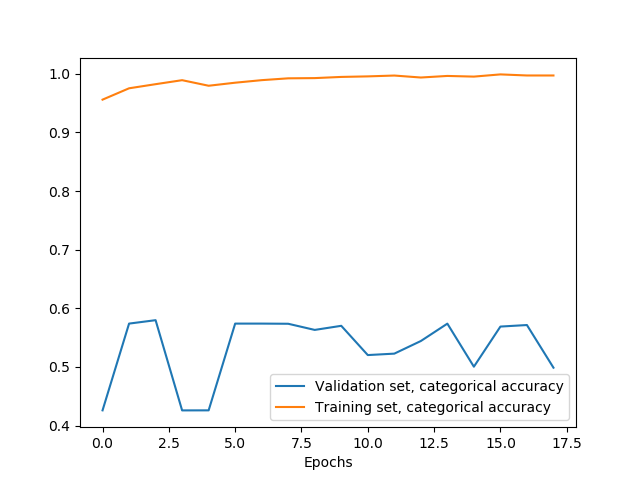 1.0
0.9
0.8
0.7
0.6
0.5
0.4
Validation set, categorical accuracy
Training set, categorical accuracy
0.0 2.5 5.0 7.5 10.0 12.5 15.0 17.5
Epochs